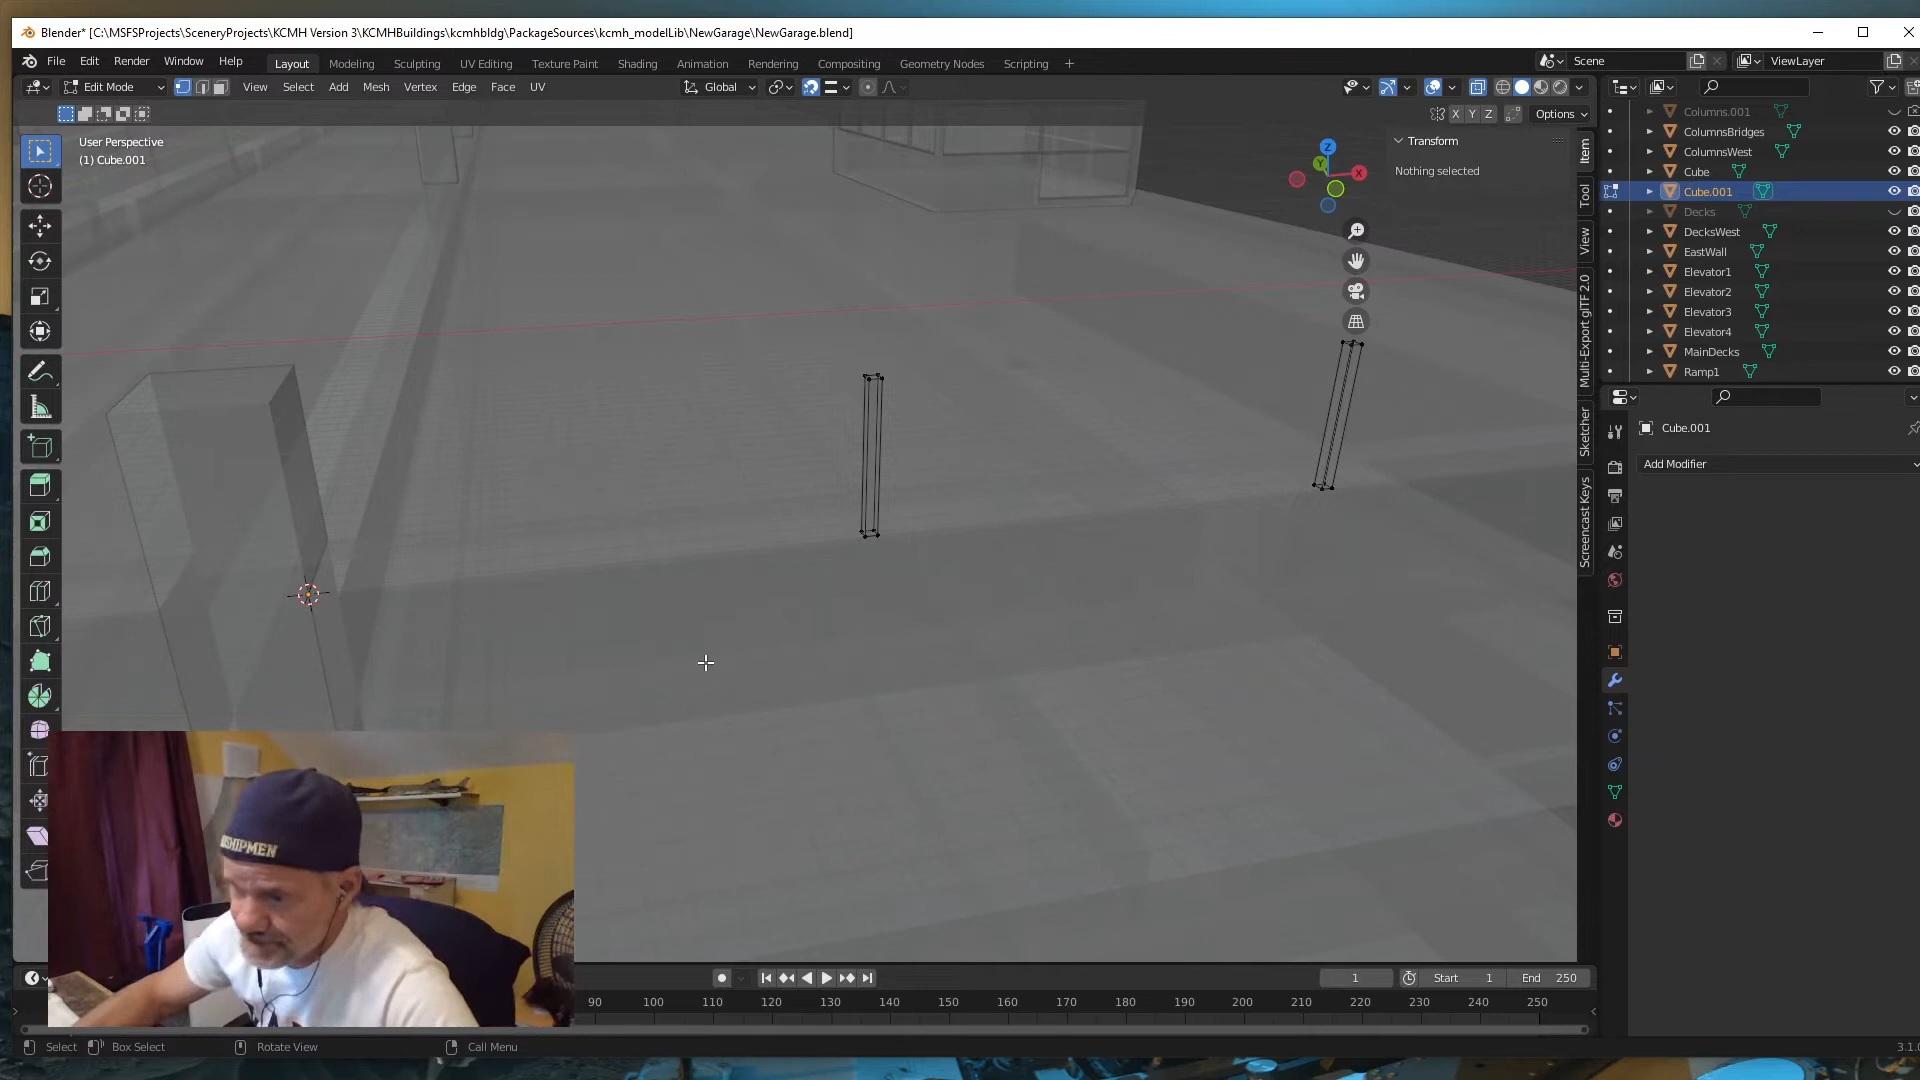 Blender* [C:\MSFSProjects\SceneryProjects\KCMH Version 3\KCMHBuildings\kcmhbldg\PackageSources\kcmh_modelLib\NewGarage\NewGarage.blend]
File Edit Render Window Help Layout Modeling Sculpting UV Editing Texture Paint Shading Animation Rendering Compositing Geometry Nodes Scripting + Scene ViewLayer
Edit Mode View Select Add Mesh Vertex Edge Face UV Global
X Y Z Options
User Perspective
(1) Cube.001
Z
Y
X
Transform
Nothing selected
Item
Tool
View
Multi-Export glTF 2.0
Sketcher
Screencast Keys
Columns.001
ColumnsBridges
ColumnsWest
Cube
Cube.001
Decks
DecksWest
EastWall
Elevator1
Elevator2
Elevator3
Elevator4
MainDecks
Ramp1
Cube.001
Add Modifier
SHIPMEN
1 Start 1 End 250
90 100 110 120 130 140 150 160 170 180 190 200 210 220 230 240 250
Select Box Select Rotate View Call Menu